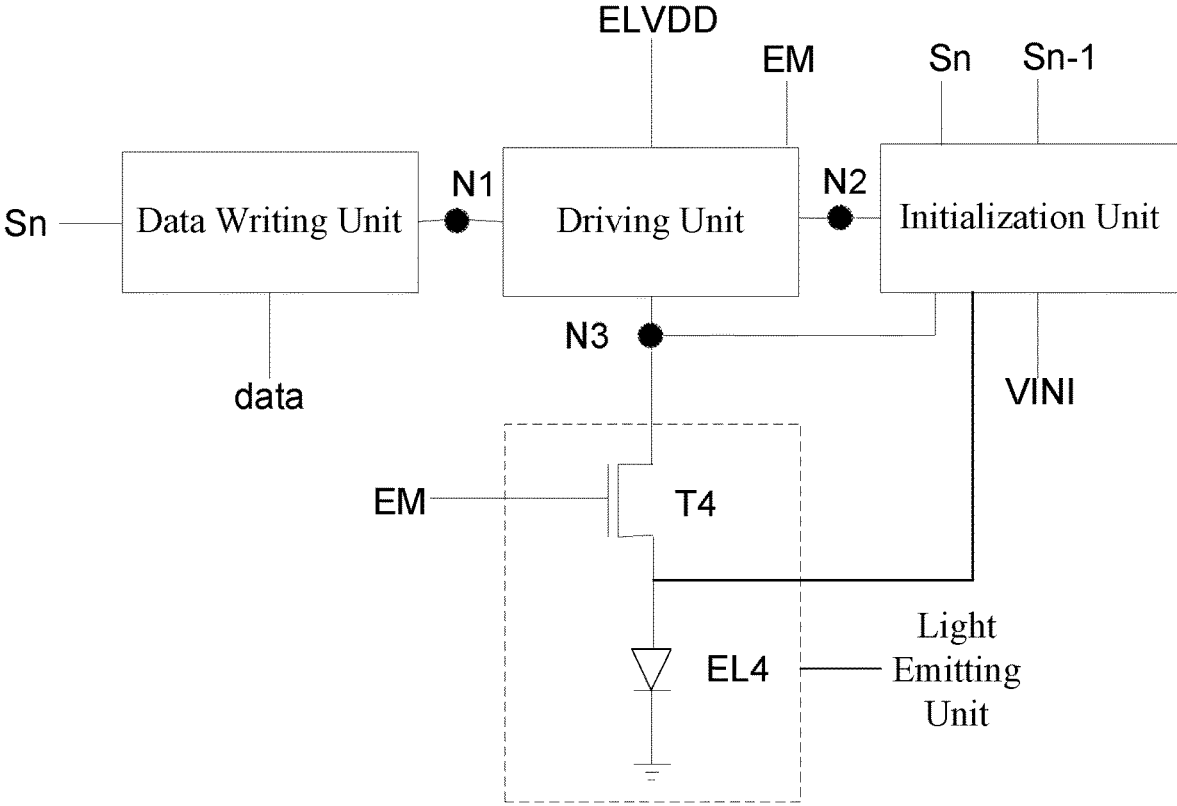 ELVDD
EM
Sn
Sn-1
N1
N2
Sn
Data Writing Unit
Driving Unit
Initialization Unit
N3
data
VINI
EM
T4
Light
Emitting
Unit
EL4